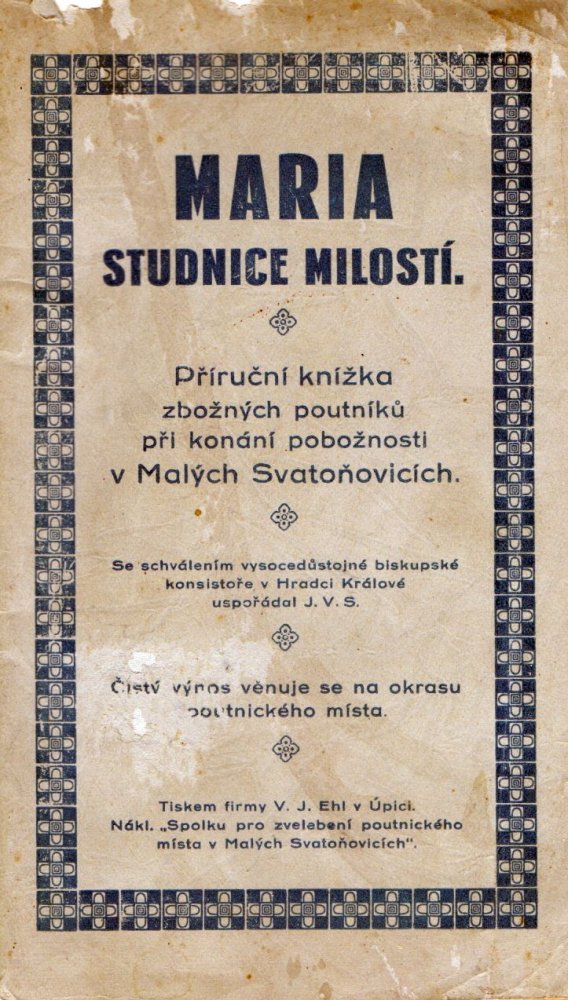 MARIA
STUDNICE MILOSTÍ.
Příruční knížka
zbožných poutníků
při konání pobožnosti
v Malých Svatoňovicích.
Se schválením vysocedůstojné biskupské
konsistoře v Hradci Králové
uspořádal J. V. S.
Čistý výnos věnuje se na okrasu
poutnického místa.
Tiskem firmy V. J. Ehl v Úpici.
Nákl. „Spolku pro zvelebení poutnického
místa v Malých Svatoňovicích".